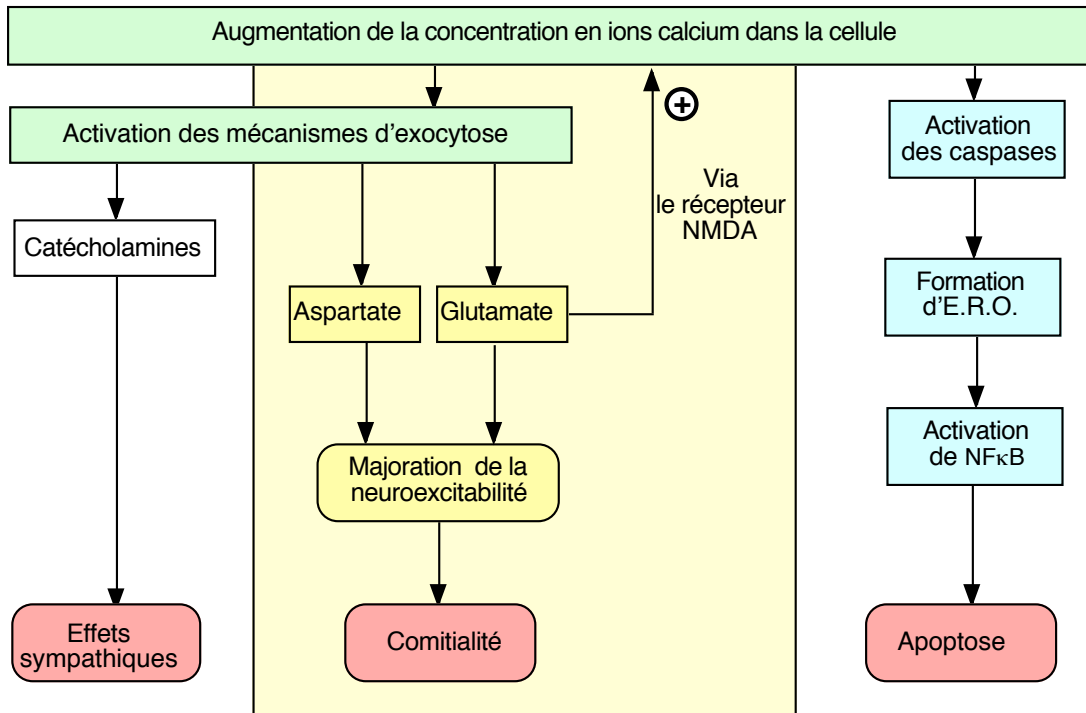 Augmentation de la concentration en ions calcium dans la cellule
Activation des mécanismes d’exocytose
Activation
des caspases
Via
le récepteur
NMDA
Catécholamines
Formation
d’E.R.O.
Aspartate
Glutamate
Activation
de NFκB
Majoration de la
neuroexcitabilité
Effets
sympathiques
Comitialité
Apoptose